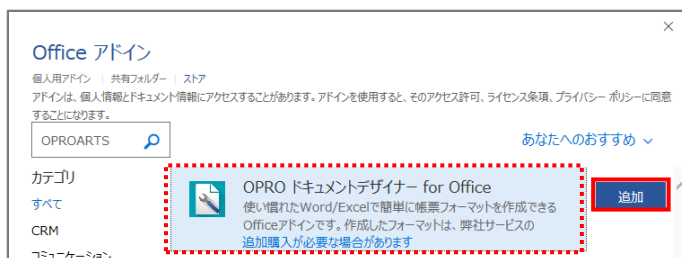 ×
Office アドイン
個人用アドイン | 共有フォルダー | ストア
アドインは、個人情報とドキュメント情報にアクセスすることがあります。アドインを使用すると、そのアクセス許可、ライセンス条項、プライバシー ポリシーに同意
することになります。
OPROARTS
あなたへのおすすめ
カテゴリ
すべて
CRM
コミュニケーション
OPRO ドキュメントデザイナー for Office
使い慣れたWord/Excelで簡単に帳票フォーマットを作成できる
Officeアドインです。作成したフォーマットは、弊社サービスの
追加購入が必要な場合があります
追加